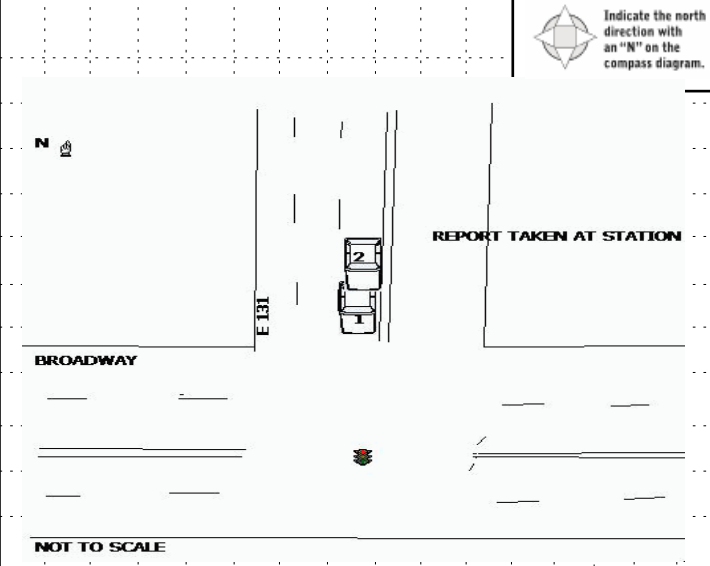 Indicate the north
direction with
an “N” on the
compass diagram.
N
REPORT TAKEN AT STATION
2
E 131
1
BROADWAY
NOT TO SCALE